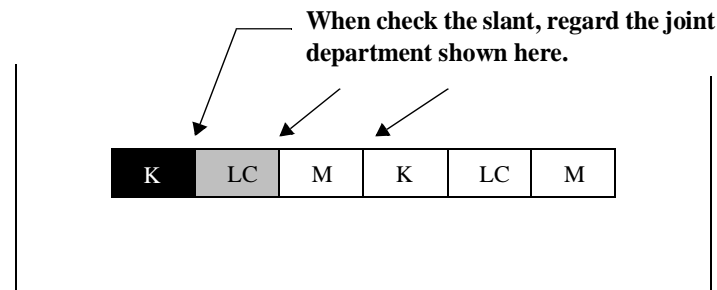 When check the slant, regard the joint
department shown here.
K LC M K LC M